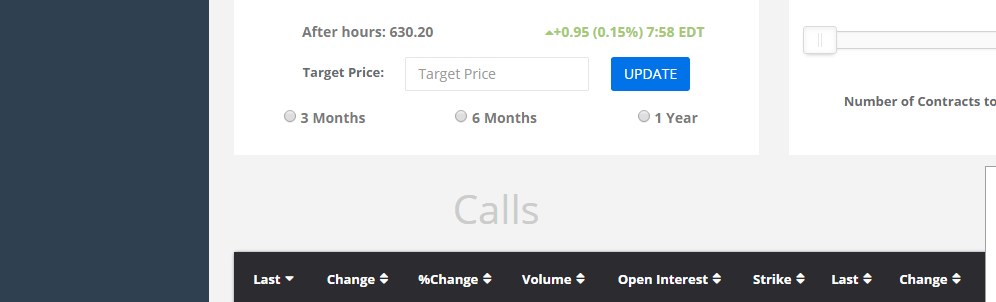 After hours: 630.20 +0.95 (0.15%) 7:58 EDT
Target Price: Target Price UPDATE
3 Months 6 Months 1 Year
Number of Contracts to
Calls
Last Change %Change Volume Open Interest Strike Last Change